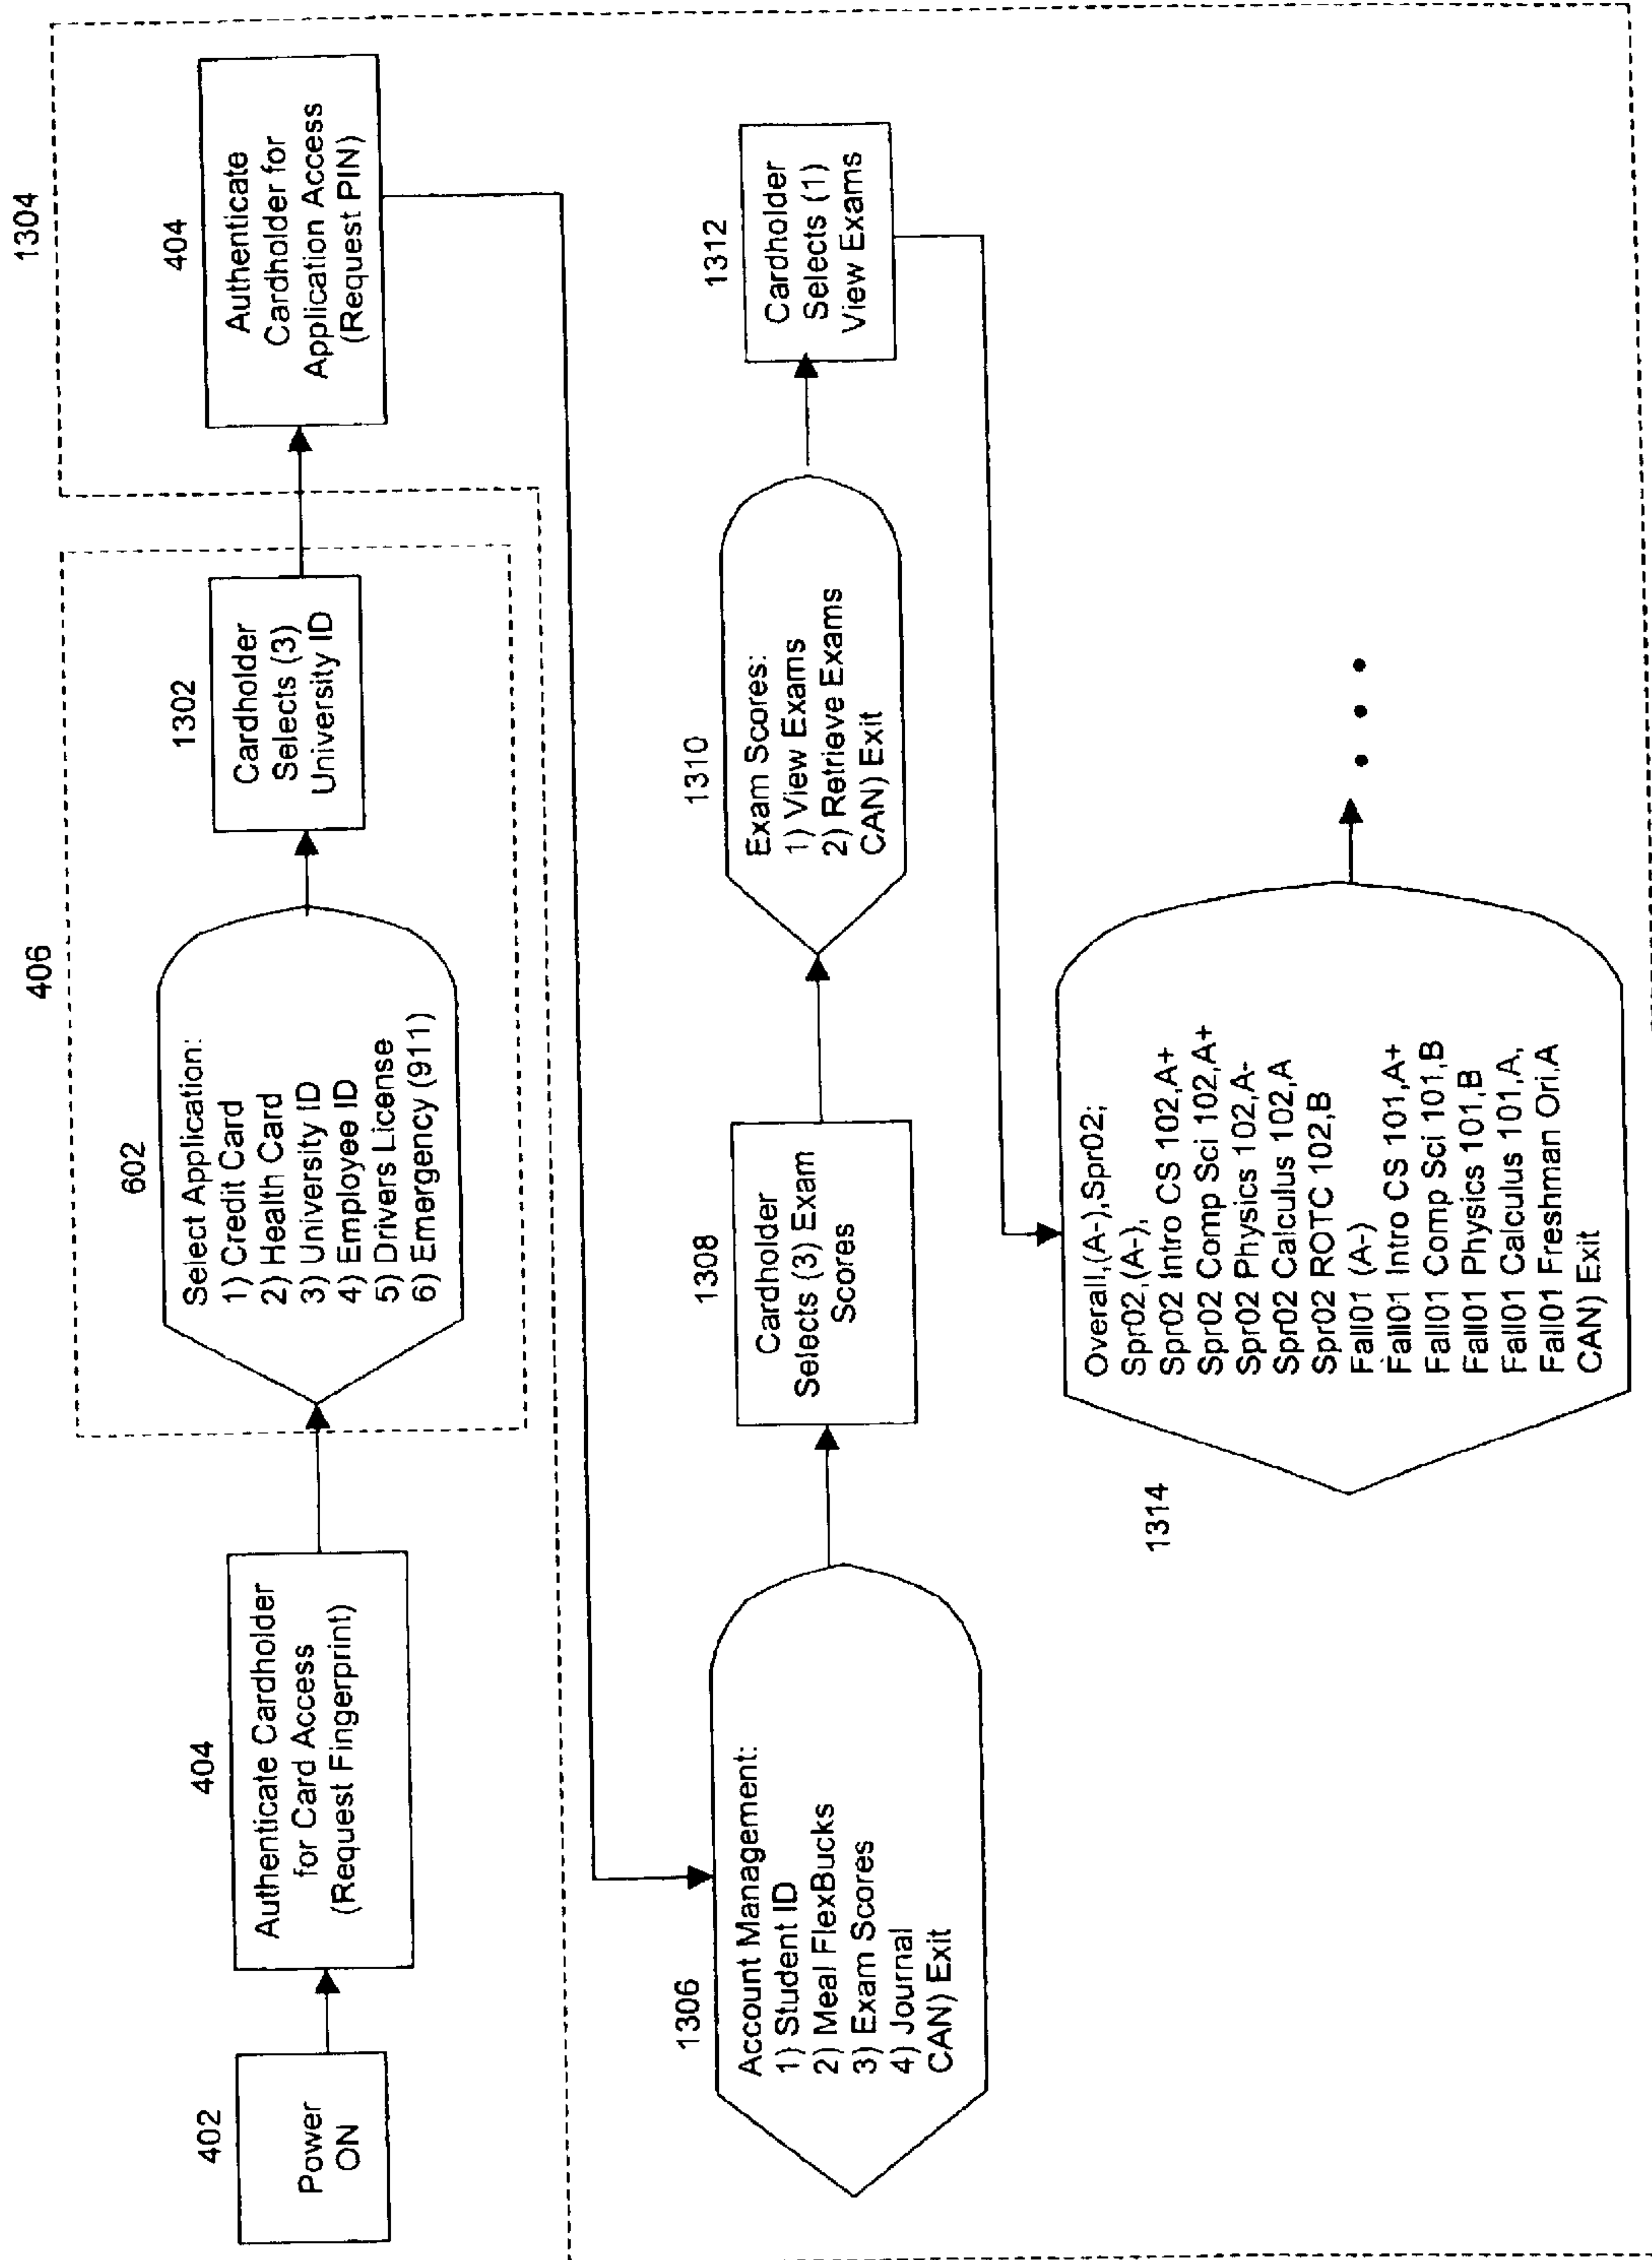 402
Power
ON
404
Authenticate Cardholder
for Card Access
(Request Fingerprint)
406
602
Select Application:
1) Credit Card
2) Health Card
3) University ID
4) Employee ID
5) Drivers License
6) Emergency (911)
1302
Cardholder
Selects (3)
University ID
1304
404
Authenticate
Cardholder for
Application Access
(Request PIN)
1306
Account Management:
1) Student ID
2) Meal FlexBucks
3) Exam Scores
4) Journal
CAN) Exit
1308
Cardholder
Selects (3) Exam
Scores
1310
Exam Scores:
1) View Exams
2) Retrieve Exams
CAN) Exit
1312
Cardholder
Selects (1)
View Exams
1314
Overall,(A-),Spr02;
Spr02,(A-),
Spr02 Intro CS 102,A+
Spr02 Comp Sci 102,A+
Spr02 Physics 102,A-
Spr02 Calculus 102,A
Spr02 ROTC 102,B
Fall01 (A-)
Fall01 Intro CS 101,A+
Fall01 Comp Sci 101,B
Fall01 Physics 101,B
Fall01 Calculus 101,A,
Fall01 Freshman Ori,A
CAN) Exit